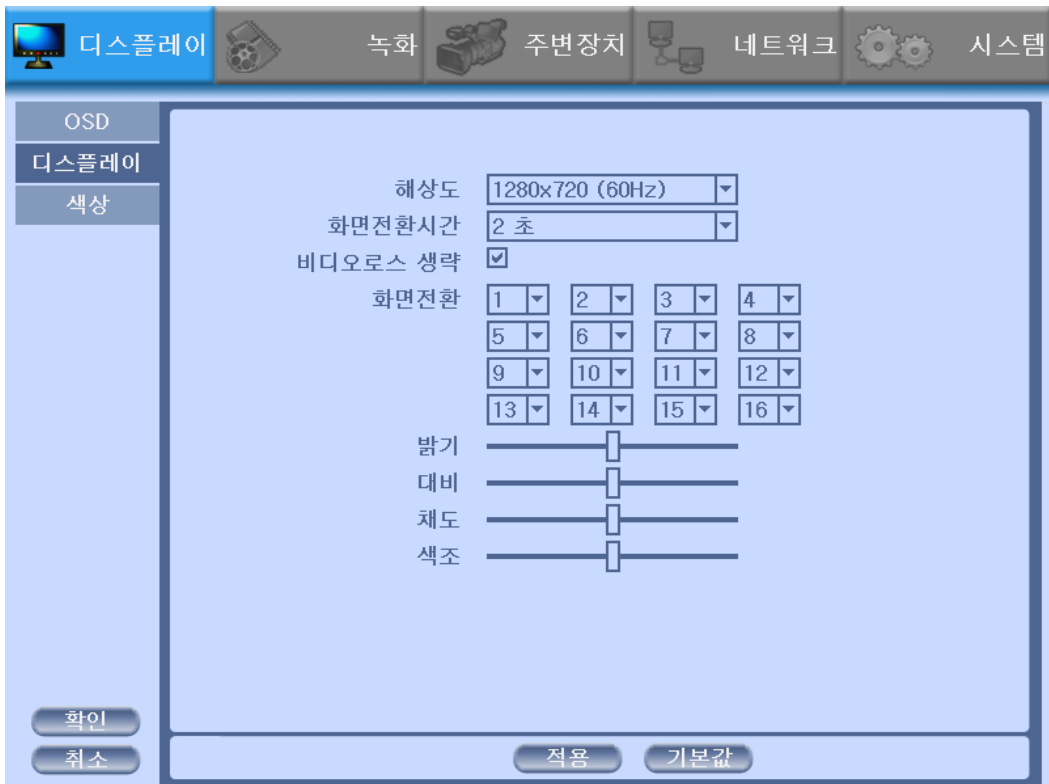 디스플레이 녹화 주변장치 네트워크 시스템
OSD
디스플레이
색상
해상도 1280x720 (60Hz)
화면전환시간 2 초
비디오로스 생략
화면전환 1 2 3 4
5 6 7 8
9 10 11 12
13 14 15 16
밝기
대비
채도
색조
확인
취소
적용 기본값